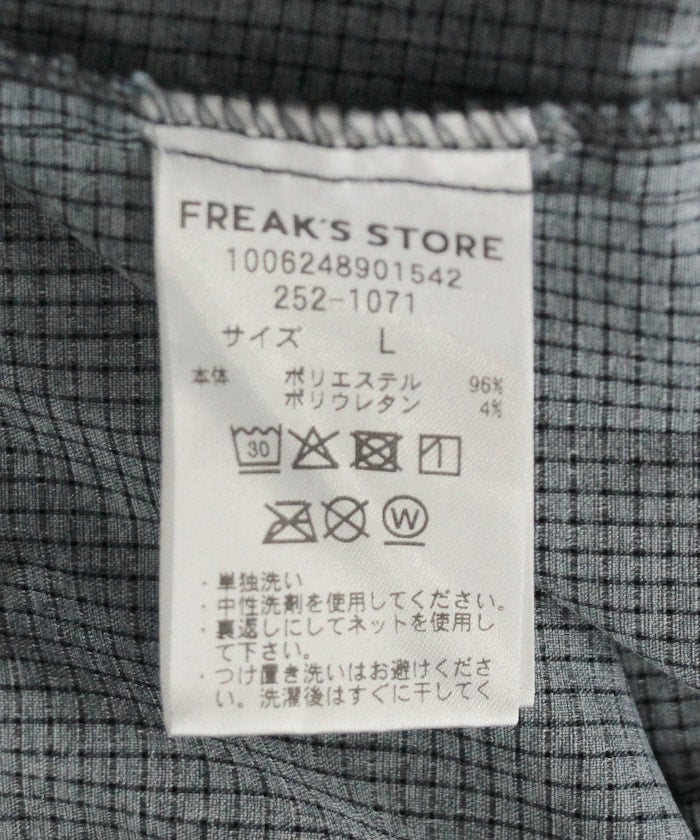 FREAK'S STORE
1006248901542
252-1071
サイズ L
本体 ポリエステル 96%
ポリウレタン 4%
30
W
・単独洗い
・中性洗剤を使用してください。
・裏返しにしてネットを使用し
て下さい。
・つけ置き洗いはお避けくださ
い。洗濯後はすぐに干してく